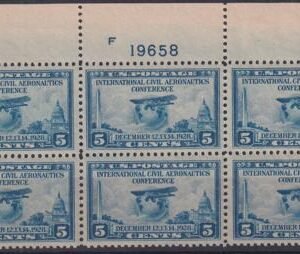 F 19658
U.S. POSTAGE
INTERNATIONAL CIVIL AERONAUTICS
CONFERENCE
5 DECEMBER 12.13.14. 1928. 5
CENTS
U.S. POSTAGE
INTERNATIONAL CIVIL AERONAUTICS
CONFERENCE
5 DECEMBER 12.13.14. 1928. 5
CENTS